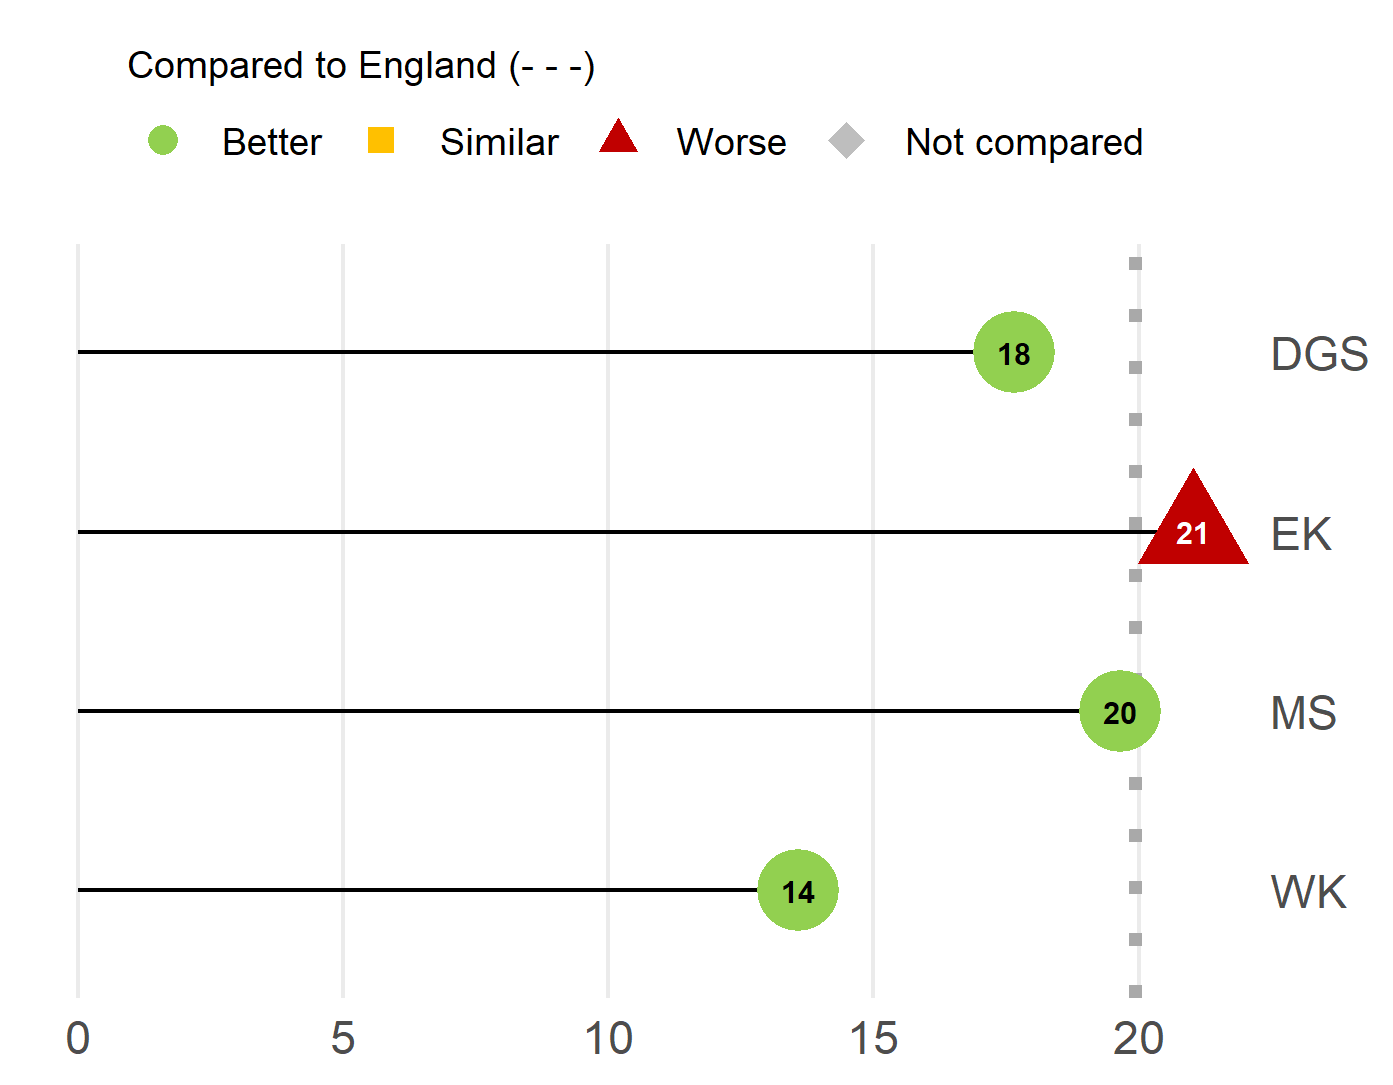 Compared to England (- - -)
Better Similar Worse Not compared
18 DGS
21 EK
20 MS
14 WK
0 5 10 15 20